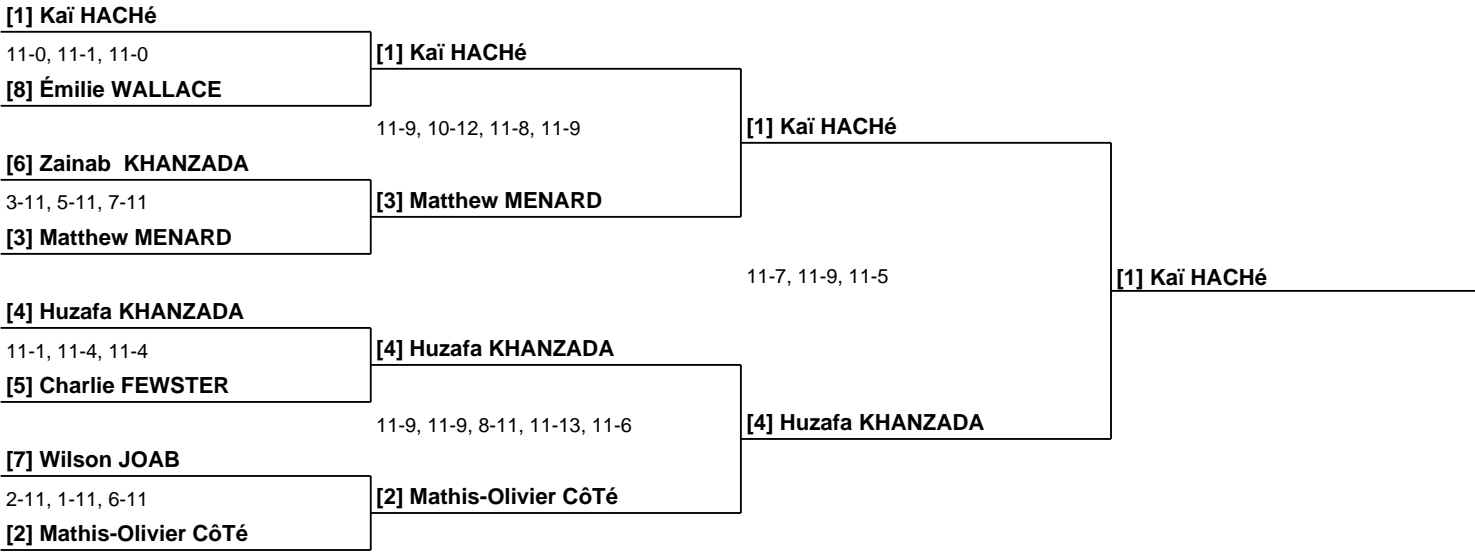 [1] Kaï HACHé
11-0, 11-1, 11-0
[1] Kaï HACHé
[8] Émilie WALLACE
11-9, 10-12, 11-8, 11-9
[1] Kaï HACHé
[6] Zainab  KHANZADA
3-11, 5-11, 7-11
[3] Matthew MENARD
[3] Matthew MENARD
11-7, 11-9, 11-5
[1] Kaï HACHé
[4] Huzafa KHANZADA
11-1, 11-4, 11-4
[4] Huzafa KHANZADA
[5] Charlie FEWSTER
11-9, 11-9, 8-11, 11-13, 11-6
[4] Huzafa KHANZADA
[7] Wilson JOAB
2-11, 1-11, 6-11
[2] Mathis-Olivier CôTé
[2] Mathis-Olivier CôTé